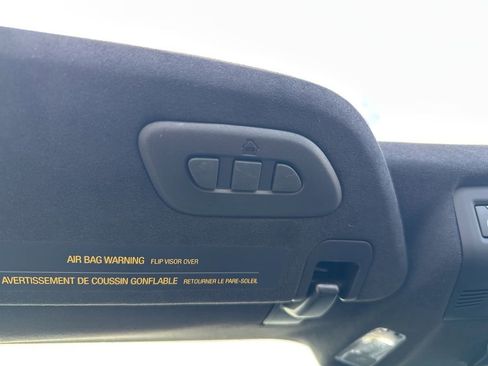 AIR BAG WARNING FLIP VISOR OVER
AVERTISSEMENT DE COUSSIN GONFLABLE RETOURNER LE PARE-SOLEIL